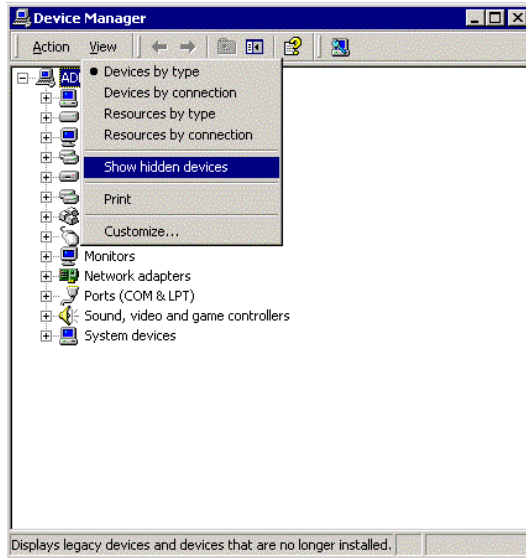 Device Manager
Action View
AD
Devices by type
Devices by connection
Resources by type
Resources by connection
Show hidden devices
Print
Customize...
Monitors
Network adapters
Ports (COM & LPT)
Sound, video and game controllers
System devices
Displays legacy devices and devices that are no longer installed.